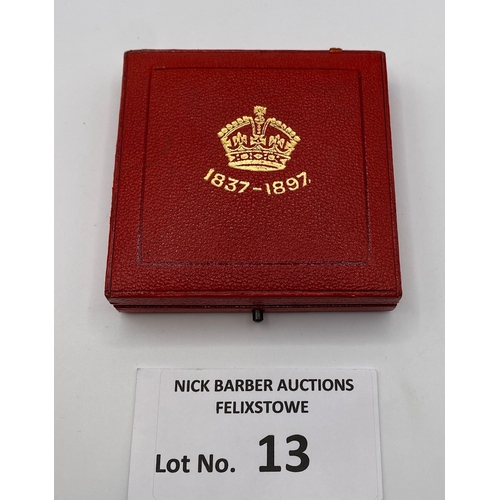 1837-1897.
NICK BARBER AUCTIONS
FELIXSTOWE
Lot No. 13